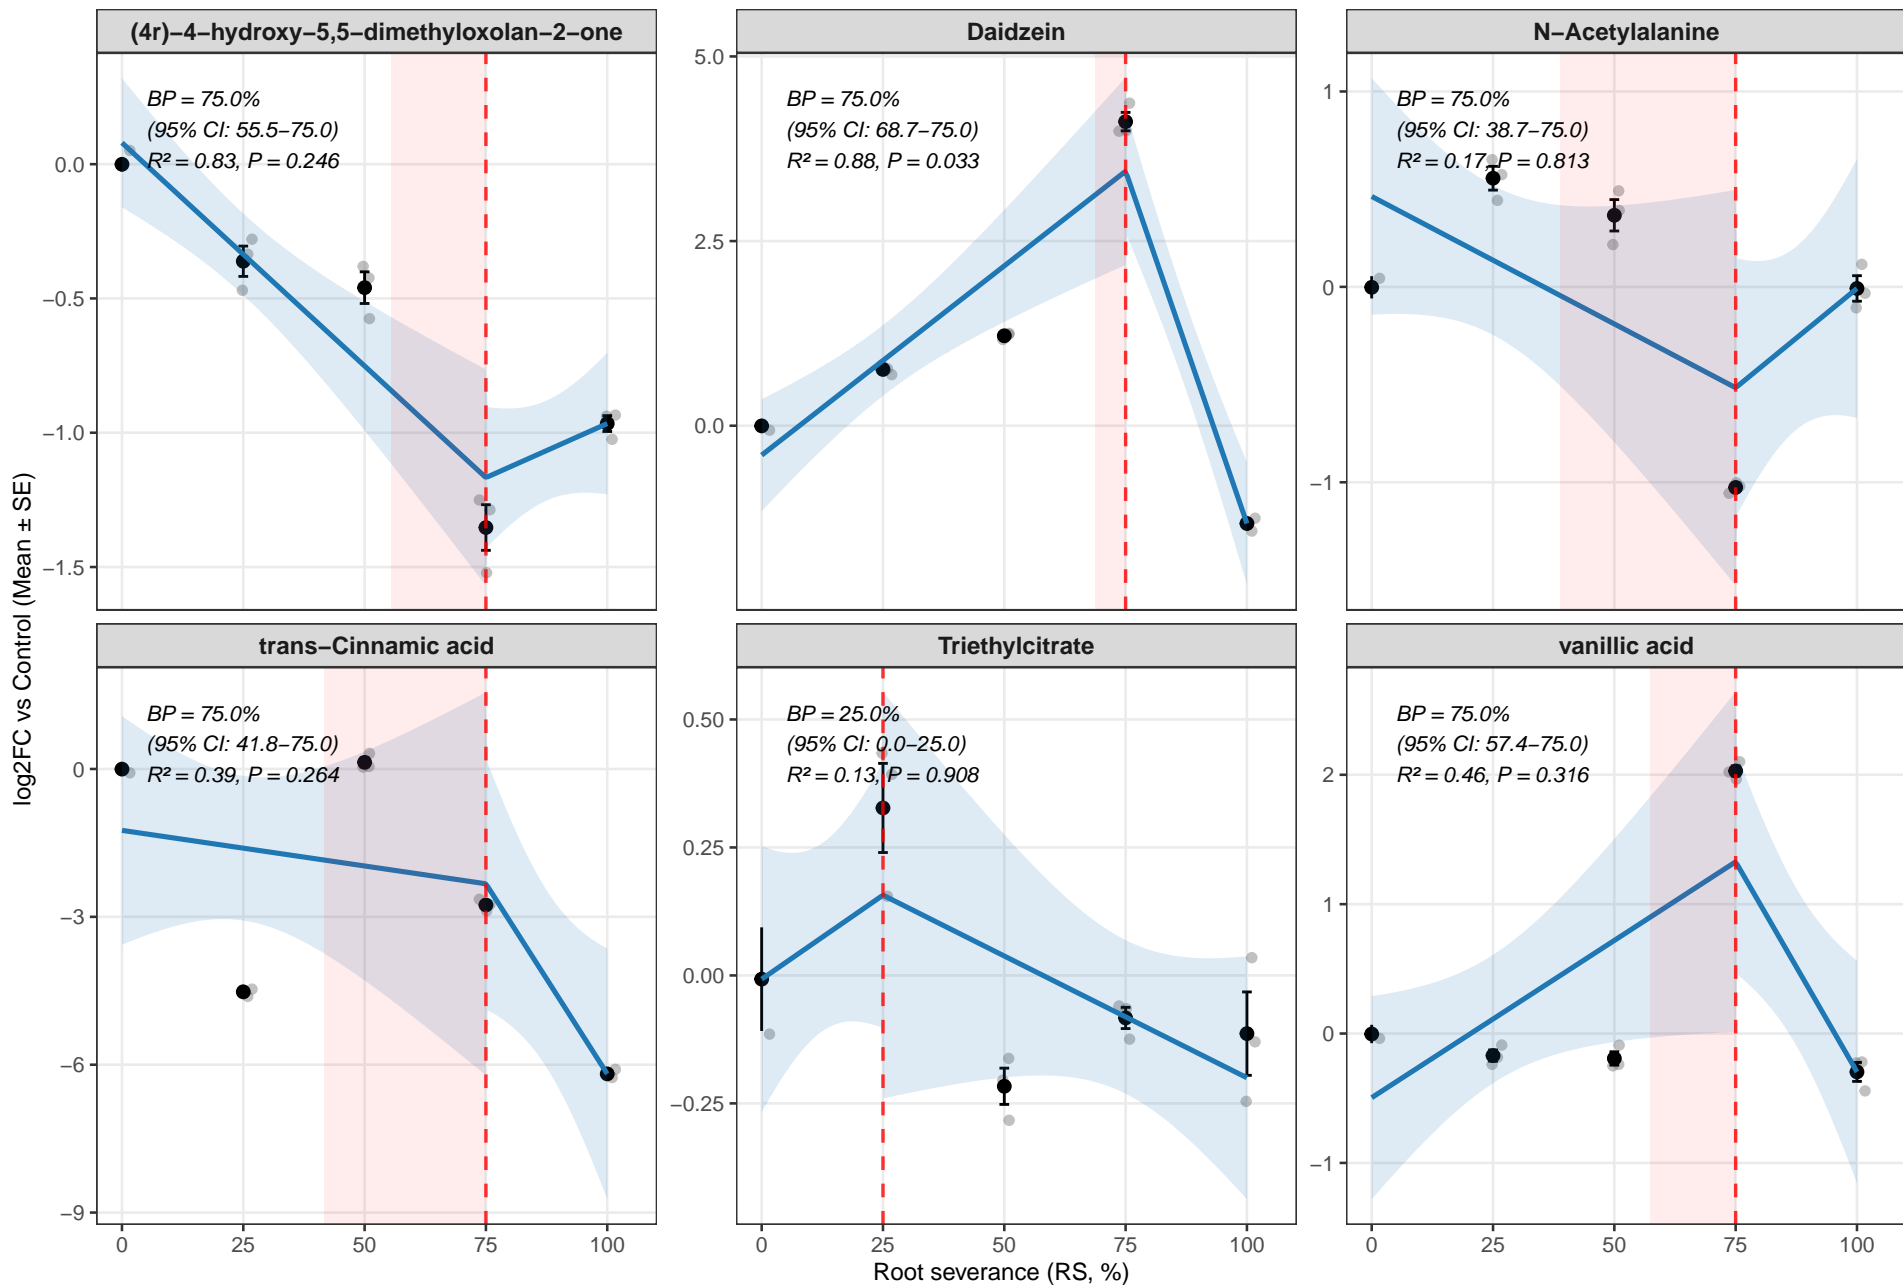 (4r)−4−hydroxy−5,5−dimethyloxolan−2−one
BP = 75.0%
(95% CI: 55.5−75.0)
R² = 0.83, P = 0.246
0.0
−0.5
−1.0
−1.5
Daidzein
BP = 75.0%
(95% CI: 68.7−75.0)
R² = 0.88, P = 0.033
5.0
2.5
0.0
N−Acetylalanine
BP = 75.0%
(95% CI: 38.7−75.0)
R² = 0.17, P = 0.813
1
0
−1
trans−Cinnamic acid
BP = 75.0%
(95% CI: 41.8−75.0)
R² = 0.39, P = 0.264
0
−3
−6
−9
0 25 50 75 100
Triethylcitrate
BP = 25.0%
(95% CI: 0.0−25.0)
R² = 0.13, P = 0.908
0.50
0.25
0.00
−0.25
0 25 50 75 100
vanillic acid
BP = 75.0%
(95% CI: 57.4−75.0)
R² = 0.46, P = 0.316
2
1
0
−1
0 25 50 75 100
log2FC vs Control (Mean ± SE)
Root severance (RS, %)